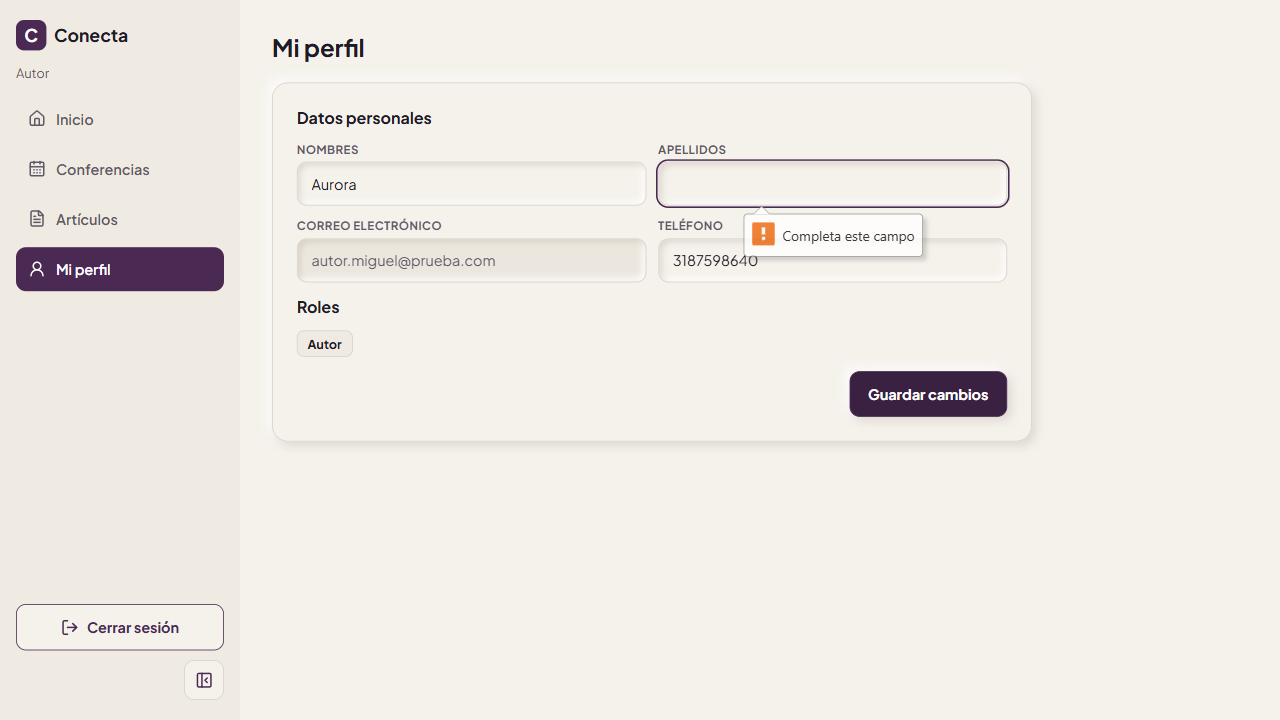 C Conecta
Autor
Inicio
Conferencias
Artículos
Mi perfil
Cerrar sesión
Mi perfil
Datos personales
NOMBRES
Aurora
APELLIDOS
Completa este campo
CORREO ELECTRÓNICO
autor.miguel@prueba.com
TELÉFONO
3187598640
Roles
Autor
Guardar cambios